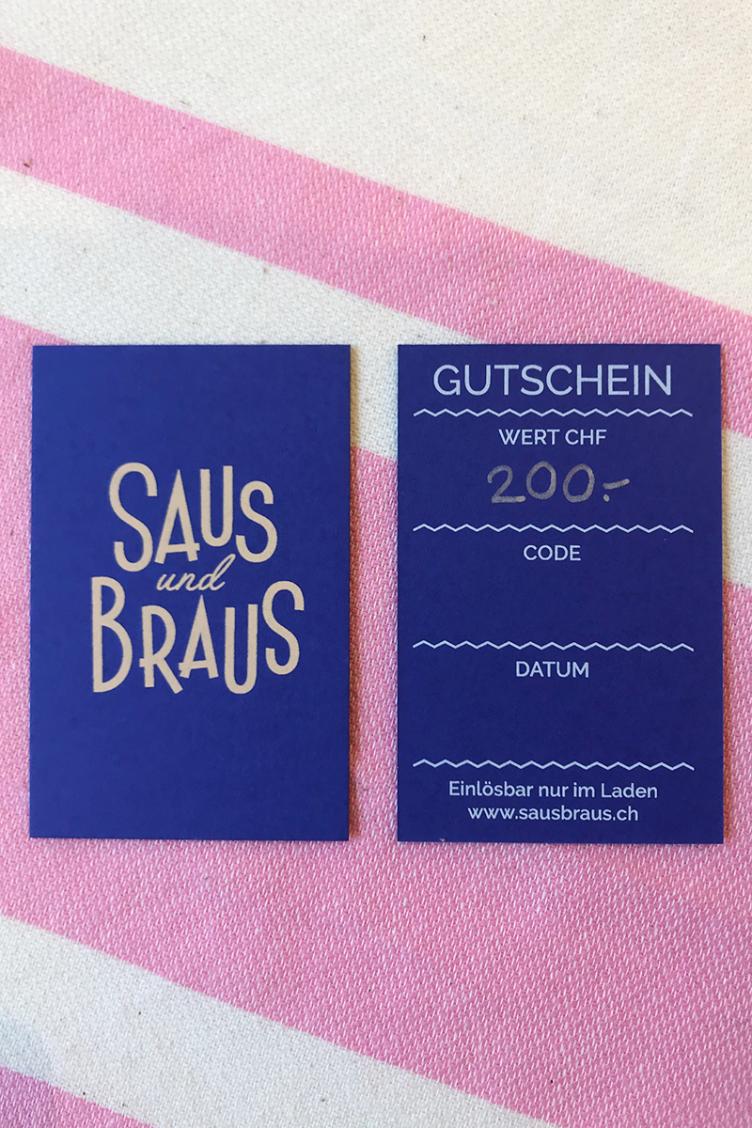 SAUS
und
BRAUS
GUTSCHEIN
WERT CHF
200.-
CODE
DATUM
Einlösbar nur im Laden
www.sausbraus.ch